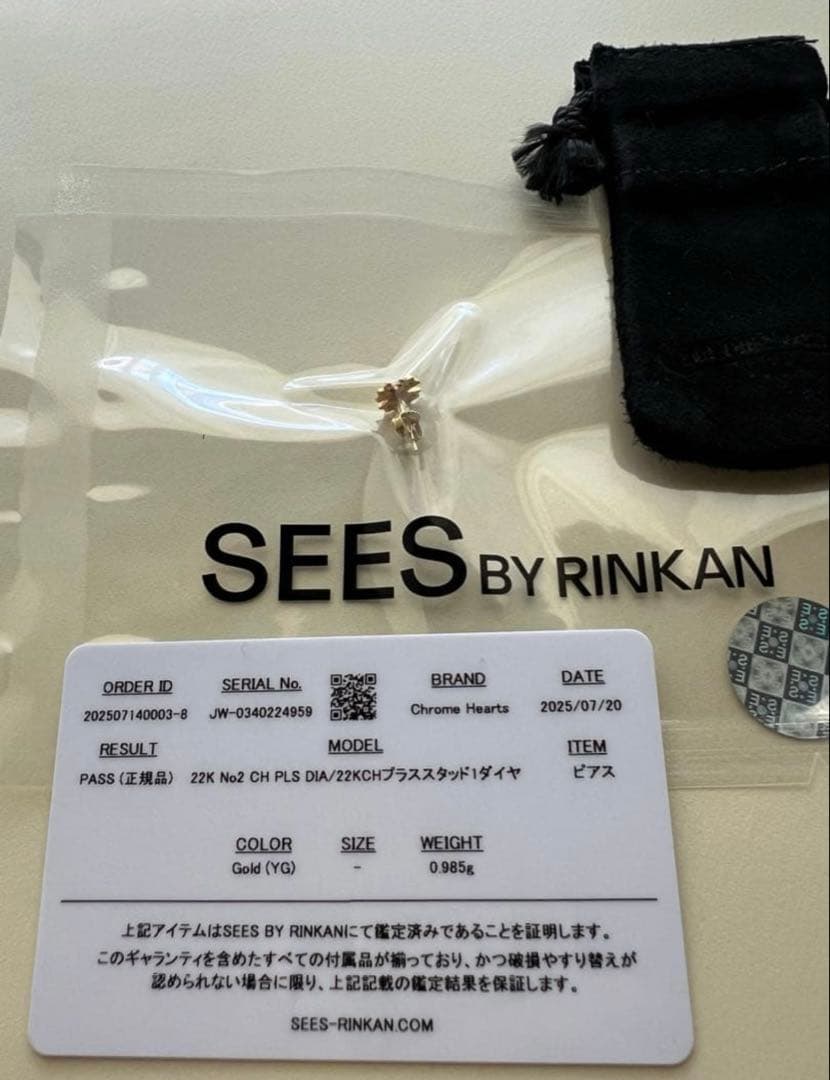 SEES BY RINKAN
ORDER ID SERIAL No. BRAND DATE
202507140003-8 JW-0340224959 Chrome Hearts 2025/07/20
RESULT MODEL ITEM
PASS (正規品) 22K No2 CH PLS DIA/22KCHプラススタッド1ダイヤ ピアス
COLOR SIZE WEIGHT
Gold (YG) - 0.985g
上記アイテムはSEES BY RINKANにて鑑定済みであることを証明します。
このギャランティを含めたすべての付属品が揃っており、かつ破損やすり替えが
認められない場合に限り、上記記載の鑑定結果を保証します。
SEES-RINKAN.COM